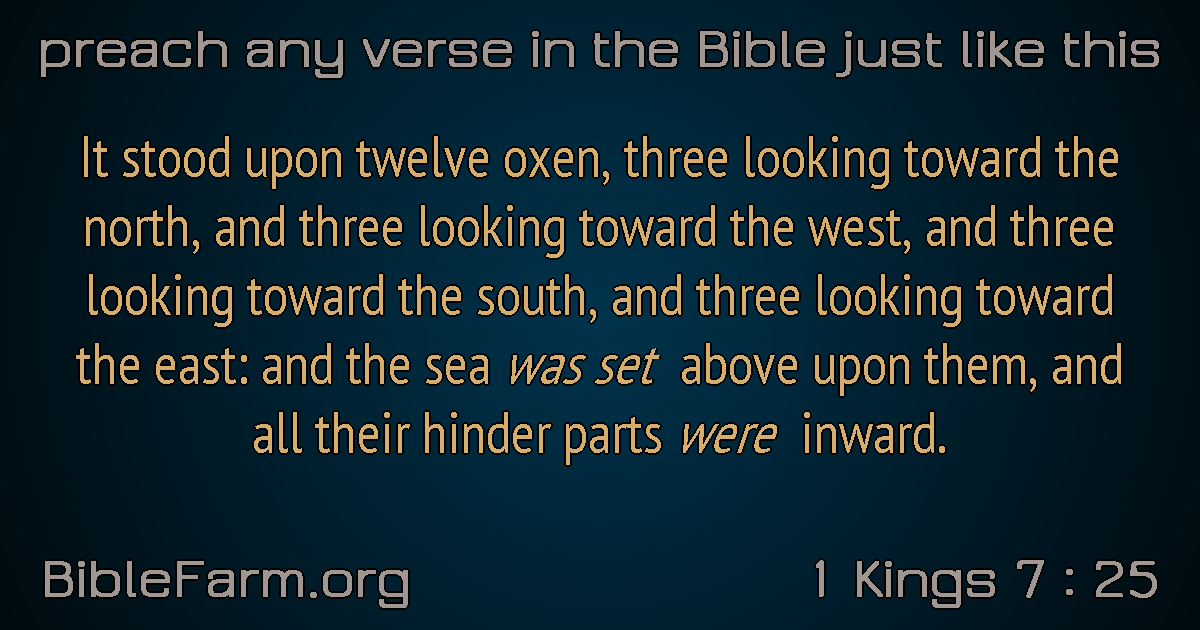 preach any verse in the Bible just like this
It stood upon twelve oxen, three looking toward the
north, and three looking toward the west, and three
looking toward the south, and three looking toward
the east: and the sea was set above upon them, and
all their hinder parts were inward.
BibleFarm.org
1 Kings 7 : 25